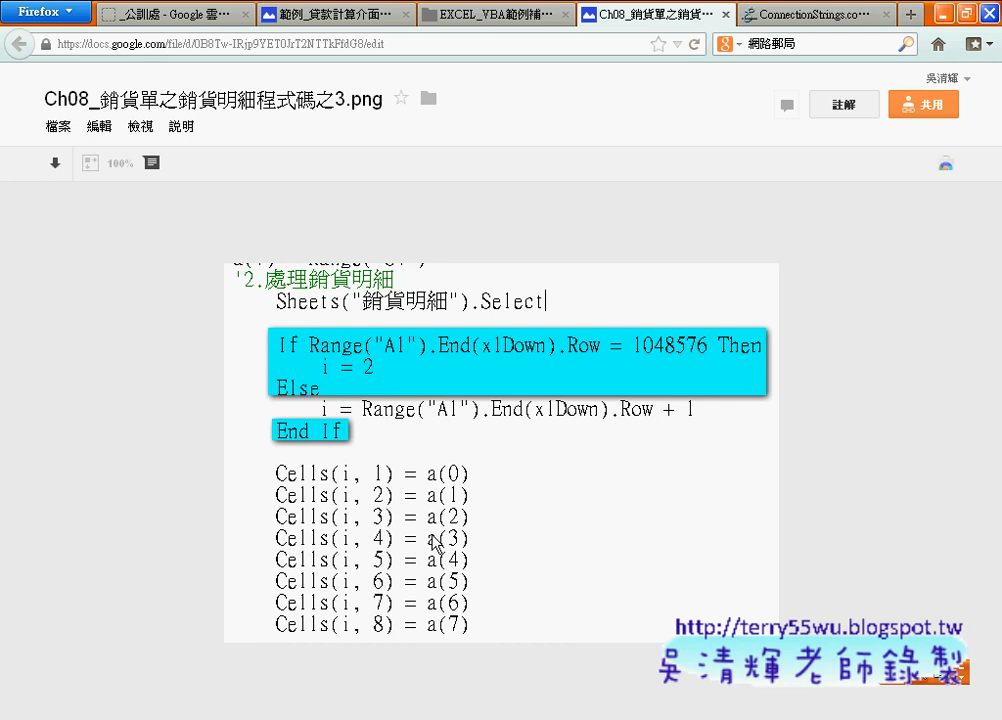 Firefox
_公訓處 - Google 雲...
範例_貸款計算介面...
EXCEL_VBA範例補...
Ch08_銷貨單之銷貨...
ConnectionStrings.co...
https://docs.google.com/file/d/0B8Tw-IRjp9YET0JrT2NTTkFfdG8/edit
網路郵局
吳清輝
Ch08_銷貨單之銷貨明細程式碼之3.png
註解
共用
檔案 編輯 檢視 說明
100%
'2.處理銷貨明細
Sheets("銷貨明細").Select
If Range("A1").End(xlDown).Row = 1048576 Then
i = 2
Else
i = Range("A1").End(xlDown).Row + 1
End If
Cells(i, 1) = a(0)
Cells(i, 2) = a(1)
Cells(i, 3) = a(2)
Cells(i, 4) = a(3)
Cells(i, 5) = a(4)
Cells(i, 6) = a(5)
Cells(i, 7) = a(6)
Cells(i, 8) = a(7)
http://terry55wu.blogspot.tw
吳清輝老師錄製